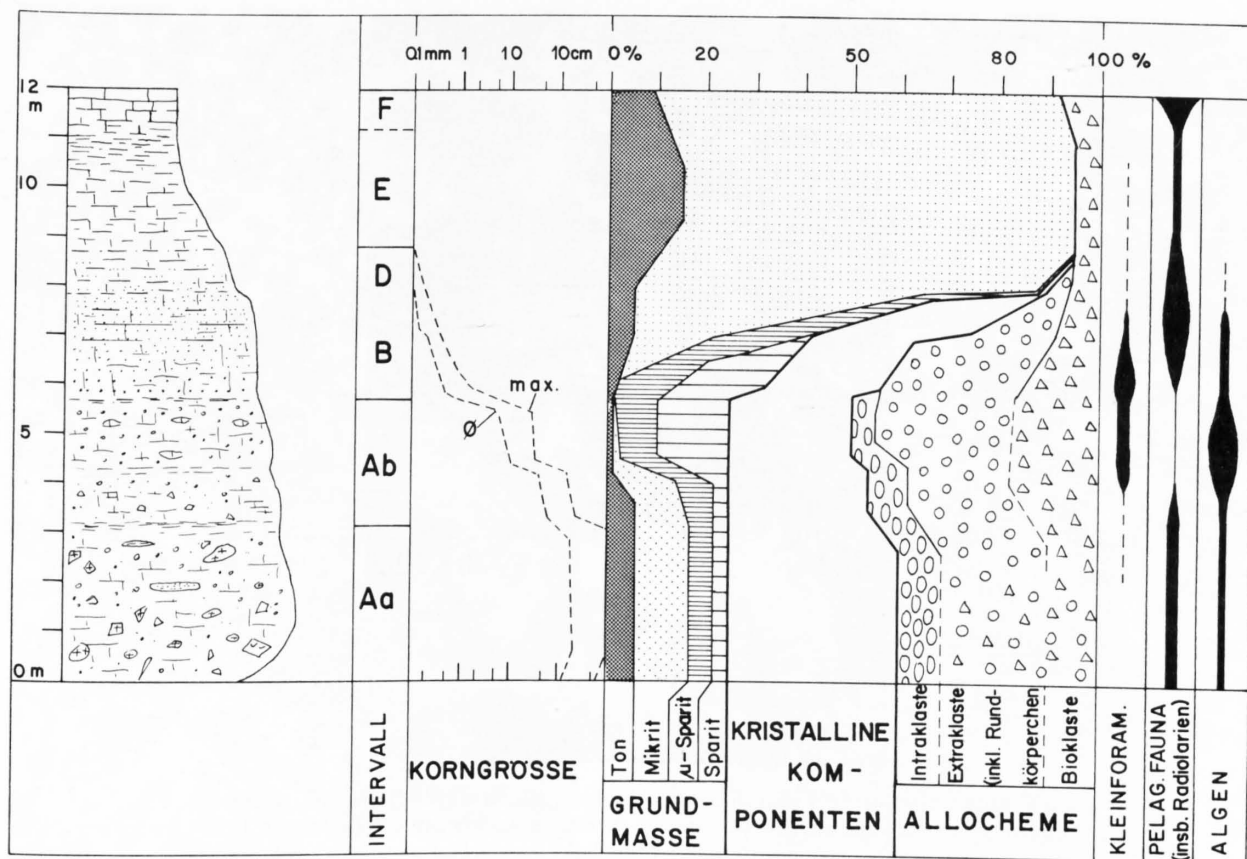 0,1mm 1 10 10cm 0% 20 50 80 100 %
12
m
10
5
0 m
F
E
D
B
Ab
Aa
max.
Ø
INTERVALL
KORNGRÖSSE
Ton
Mikrit
µ-Sparit
Sparit
GRUND-
MASSE
KRISTALLINE
KOM-
PONENTEN
Intraklaste
Extraklaste
(inkl. Rund-
körperchen
Bioklaste
ALLOCHEME
KLEINFORAM.
PELAG. FAUNA
(insb. Radiolarien)
ALGEN